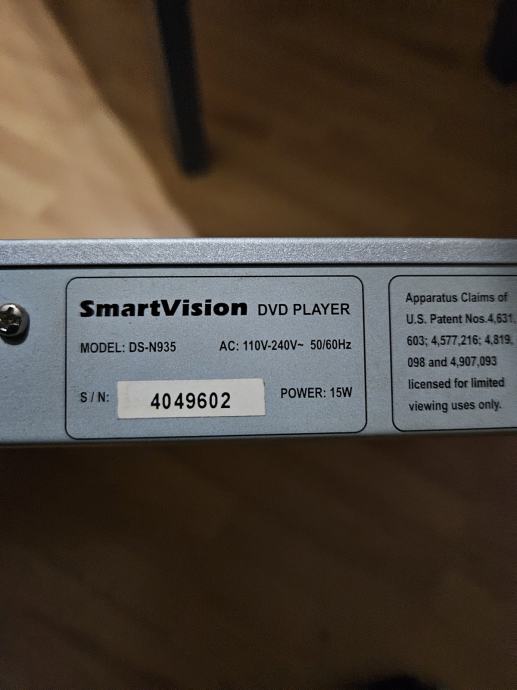 SmartVision DVD PLAYER
MODEL: DS-N935 AC: 110V-240V~ 50/60Hz
S / N: 4049602 POWER: 15W
Apparatus Claims of
U.S. Patent Nos.4,631,
603; 4,577,216; 4,819,
098 and 4,907,093
licensed for limited
viewing uses only.